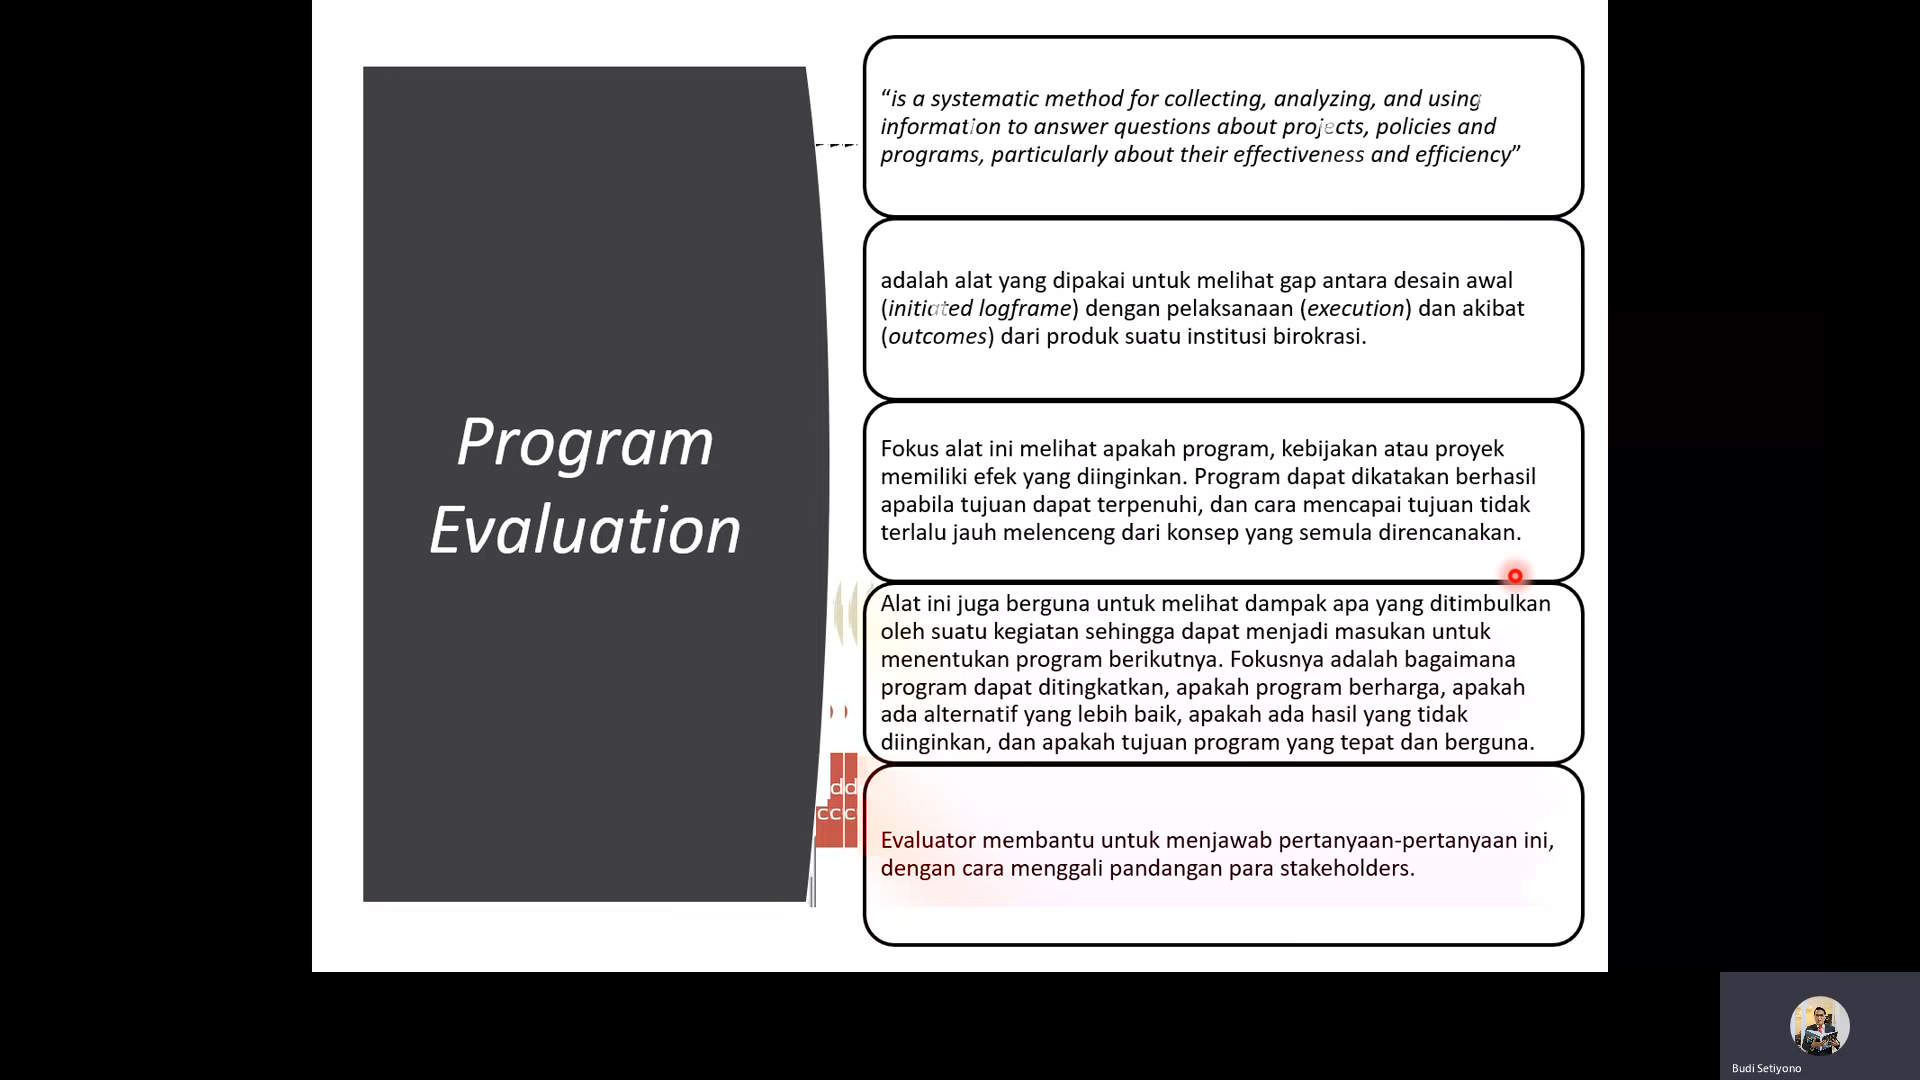 Program
Evaluation
“is a systematic method for collecting, analyzing, and using
information to answer questions about projects, policies and
programs, particularly about their effectiveness and efficiency”
adalah alat yang dipakai untuk melihat gap antara desain awal
(initiated logframe) dengan pelaksanaan (execution) dan akibat
(outcomes) dari produk suatu institusi birokrasi.
Fokus alat ini melihat apakah program, kebijakan atau proyek
memiliki efek yang diinginkan. Program dapat dikatakan berhasil
apabila tujuan dapat terpenuhi, dan cara mencapai tujuan tidak
terlalu jauh melenceng dari konsep yang semula direncanakan.
Alat ini juga berguna untuk melihat dampak apa yang ditimbulkan
oleh suatu kegiatan sehingga dapat menjadi masukan untuk
menentukan program berikutnya. Fokusnya adalah bagaimana
program dapat ditingkatkan, apakah program berharga, apakah
ada alternatif yang lebih baik, apakah ada hasil yang tidak
diinginkan, dan apakah tujuan program yang tepat dan berguna.
dd
ccc
Evaluator membantu untuk menjawab pertanyaan-pertanyaan ini,
dengan cara menggali pandangan para stakeholders.
Budi Setiyono